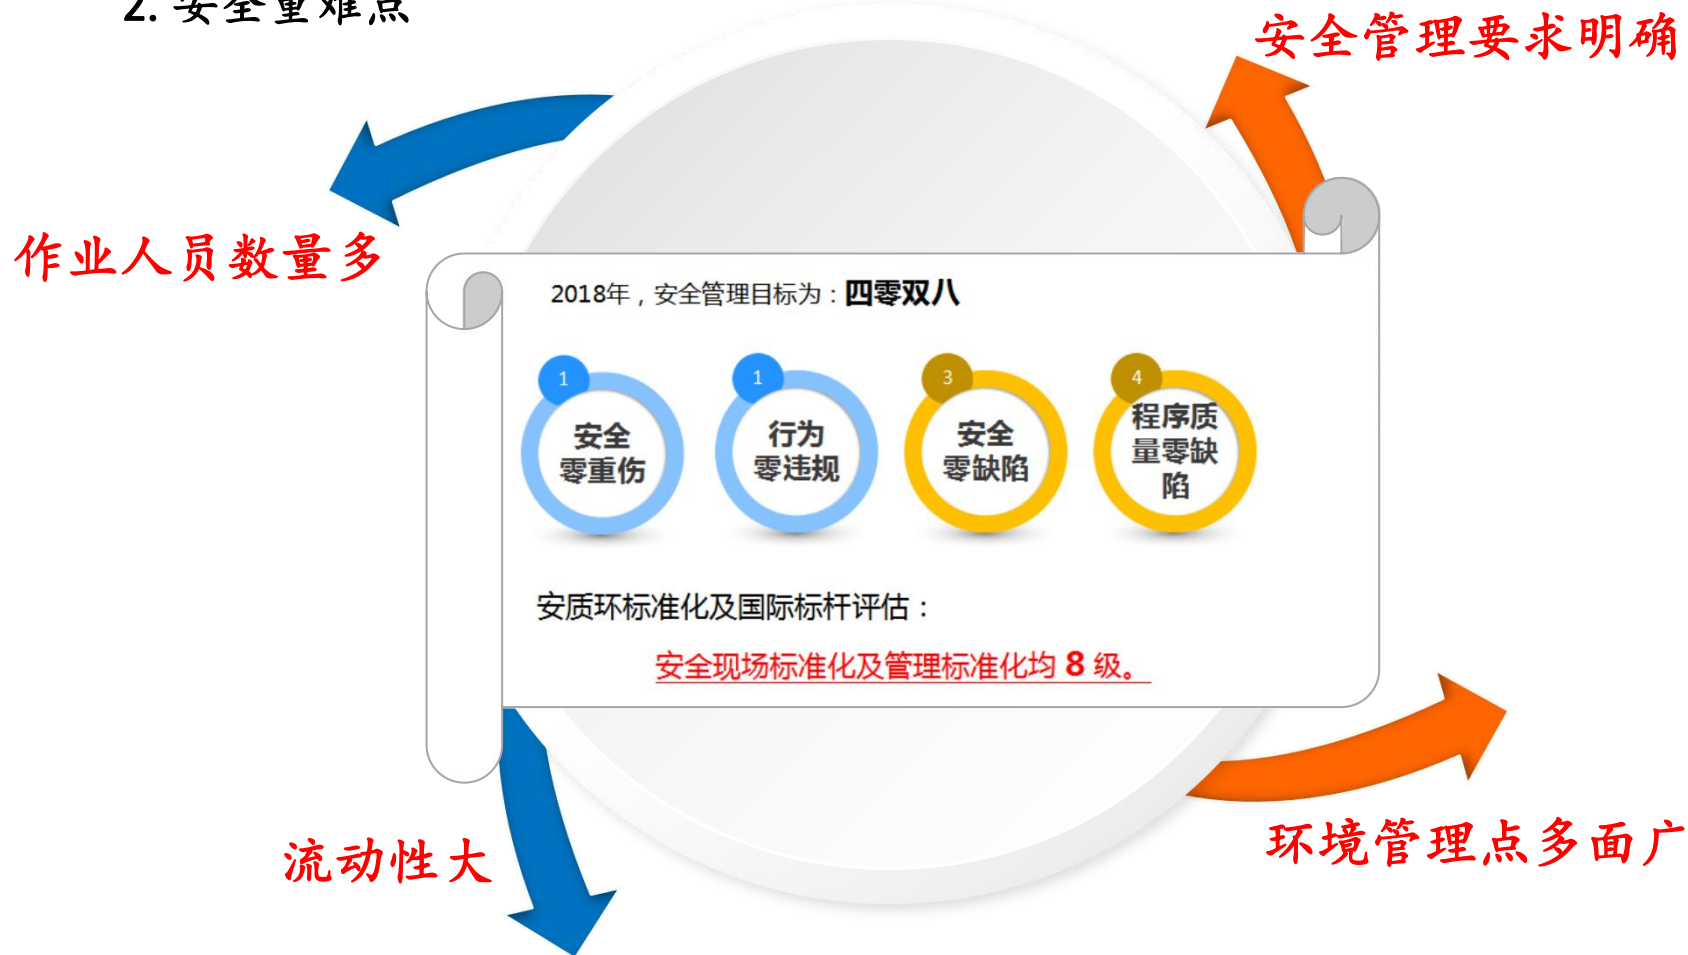 2. 安全重难点
安全管理要求明确
作业人员数量多
2018年，安全管理目标为：四零双八
1
安全
零重伤
1
行为
零违规
3
安全
零缺陷
4
程序质
量零缺
陷
安质环标准化及国际标杆评估：
安全现场标准化及管理标准化均 8 级。
流动性大
环境管理点多面广